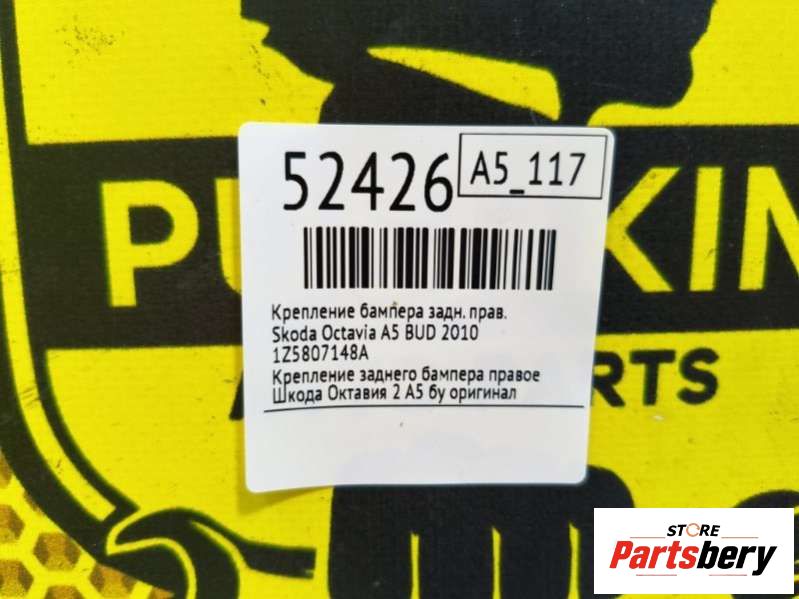 52426
A5_117
Крепление бампера задн. прав.
Skoda Octavia A5 BUD 2010
1Z5807148A
Крепление заднего бампера правое
Шкода Октавия 2 А5 бу оригинал
STORE
Partsbery